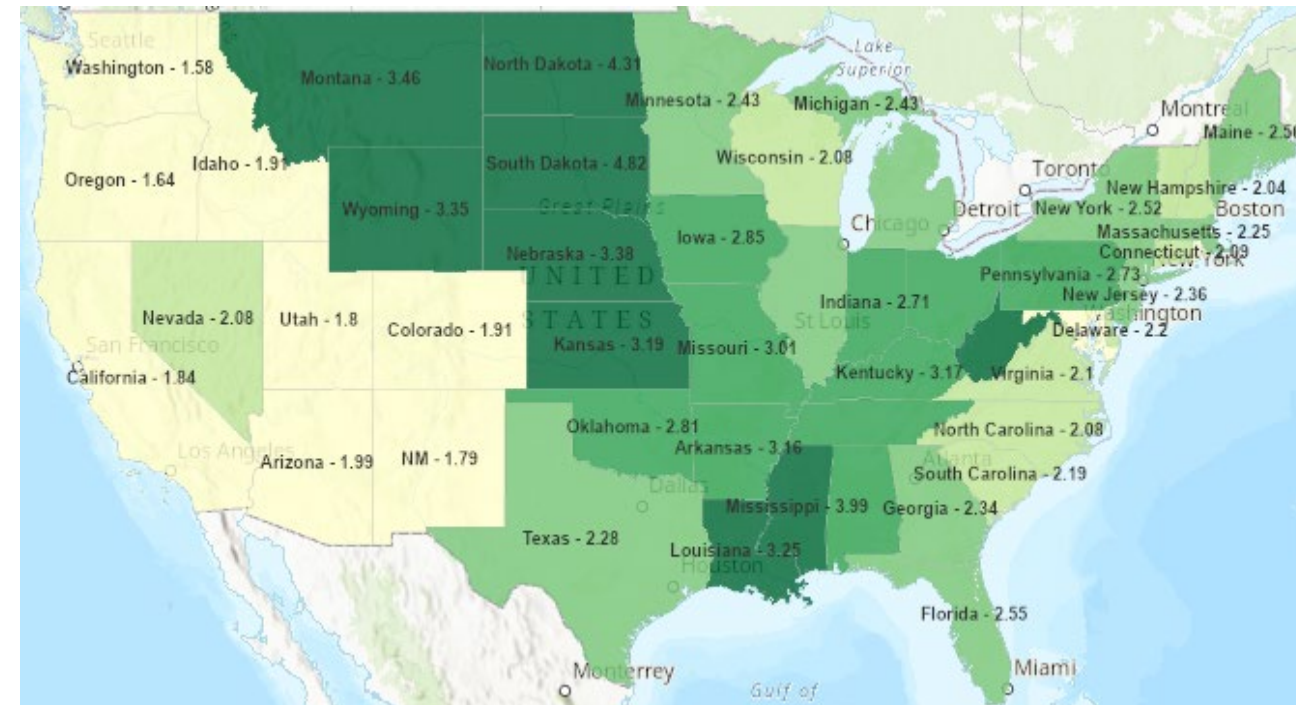 Seattle
Washington - 1.58
Montana - 3.46
North Dakota - 4.31
Lake
Superior
Minnesota - 2.43
Michigan - 2.43
Montreal
Maine - 2.56
Oregon - 1.64
Idaho - 1.91
South Dakota - 4.82
Wisconsin - 2.08
Toronto
New Hampshire - 2.04
Wyoming - 3.35
Great Plains
Chicago
Detroit
New York - 2.52
Boston
Iowa - 2.85
Massachusetts - 2.25
Nebraska - 3.38
Connecticut - 2.09
New York
UNITED
STATES
Pennsylvania - 2.73
Nevada - 2.08
Utah - 1.8
Colorado - 1.91
Indiana - 2.71
St Louis
New Jersey - 2.36
Washington
Delaware - 2.2
San Francisco
Kansas - 3.19
Missouri - 3.01
California - 1.84
Kentucky - 3.17
Virginia - 2.1
Oklahoma - 2.81
North Carolina - 2.08
Los Angeles
Arizona - 1.99
NM - 1.79
Arkansas - 3.16
Atlanta
South Carolina - 2.19
Dallas
Mississippi - 3.99
Georgia - 2.34
Texas - 2.28
Louisiana - 3.25
Houston
Florida - 2.55
Monterrey
Miami
Gulf of